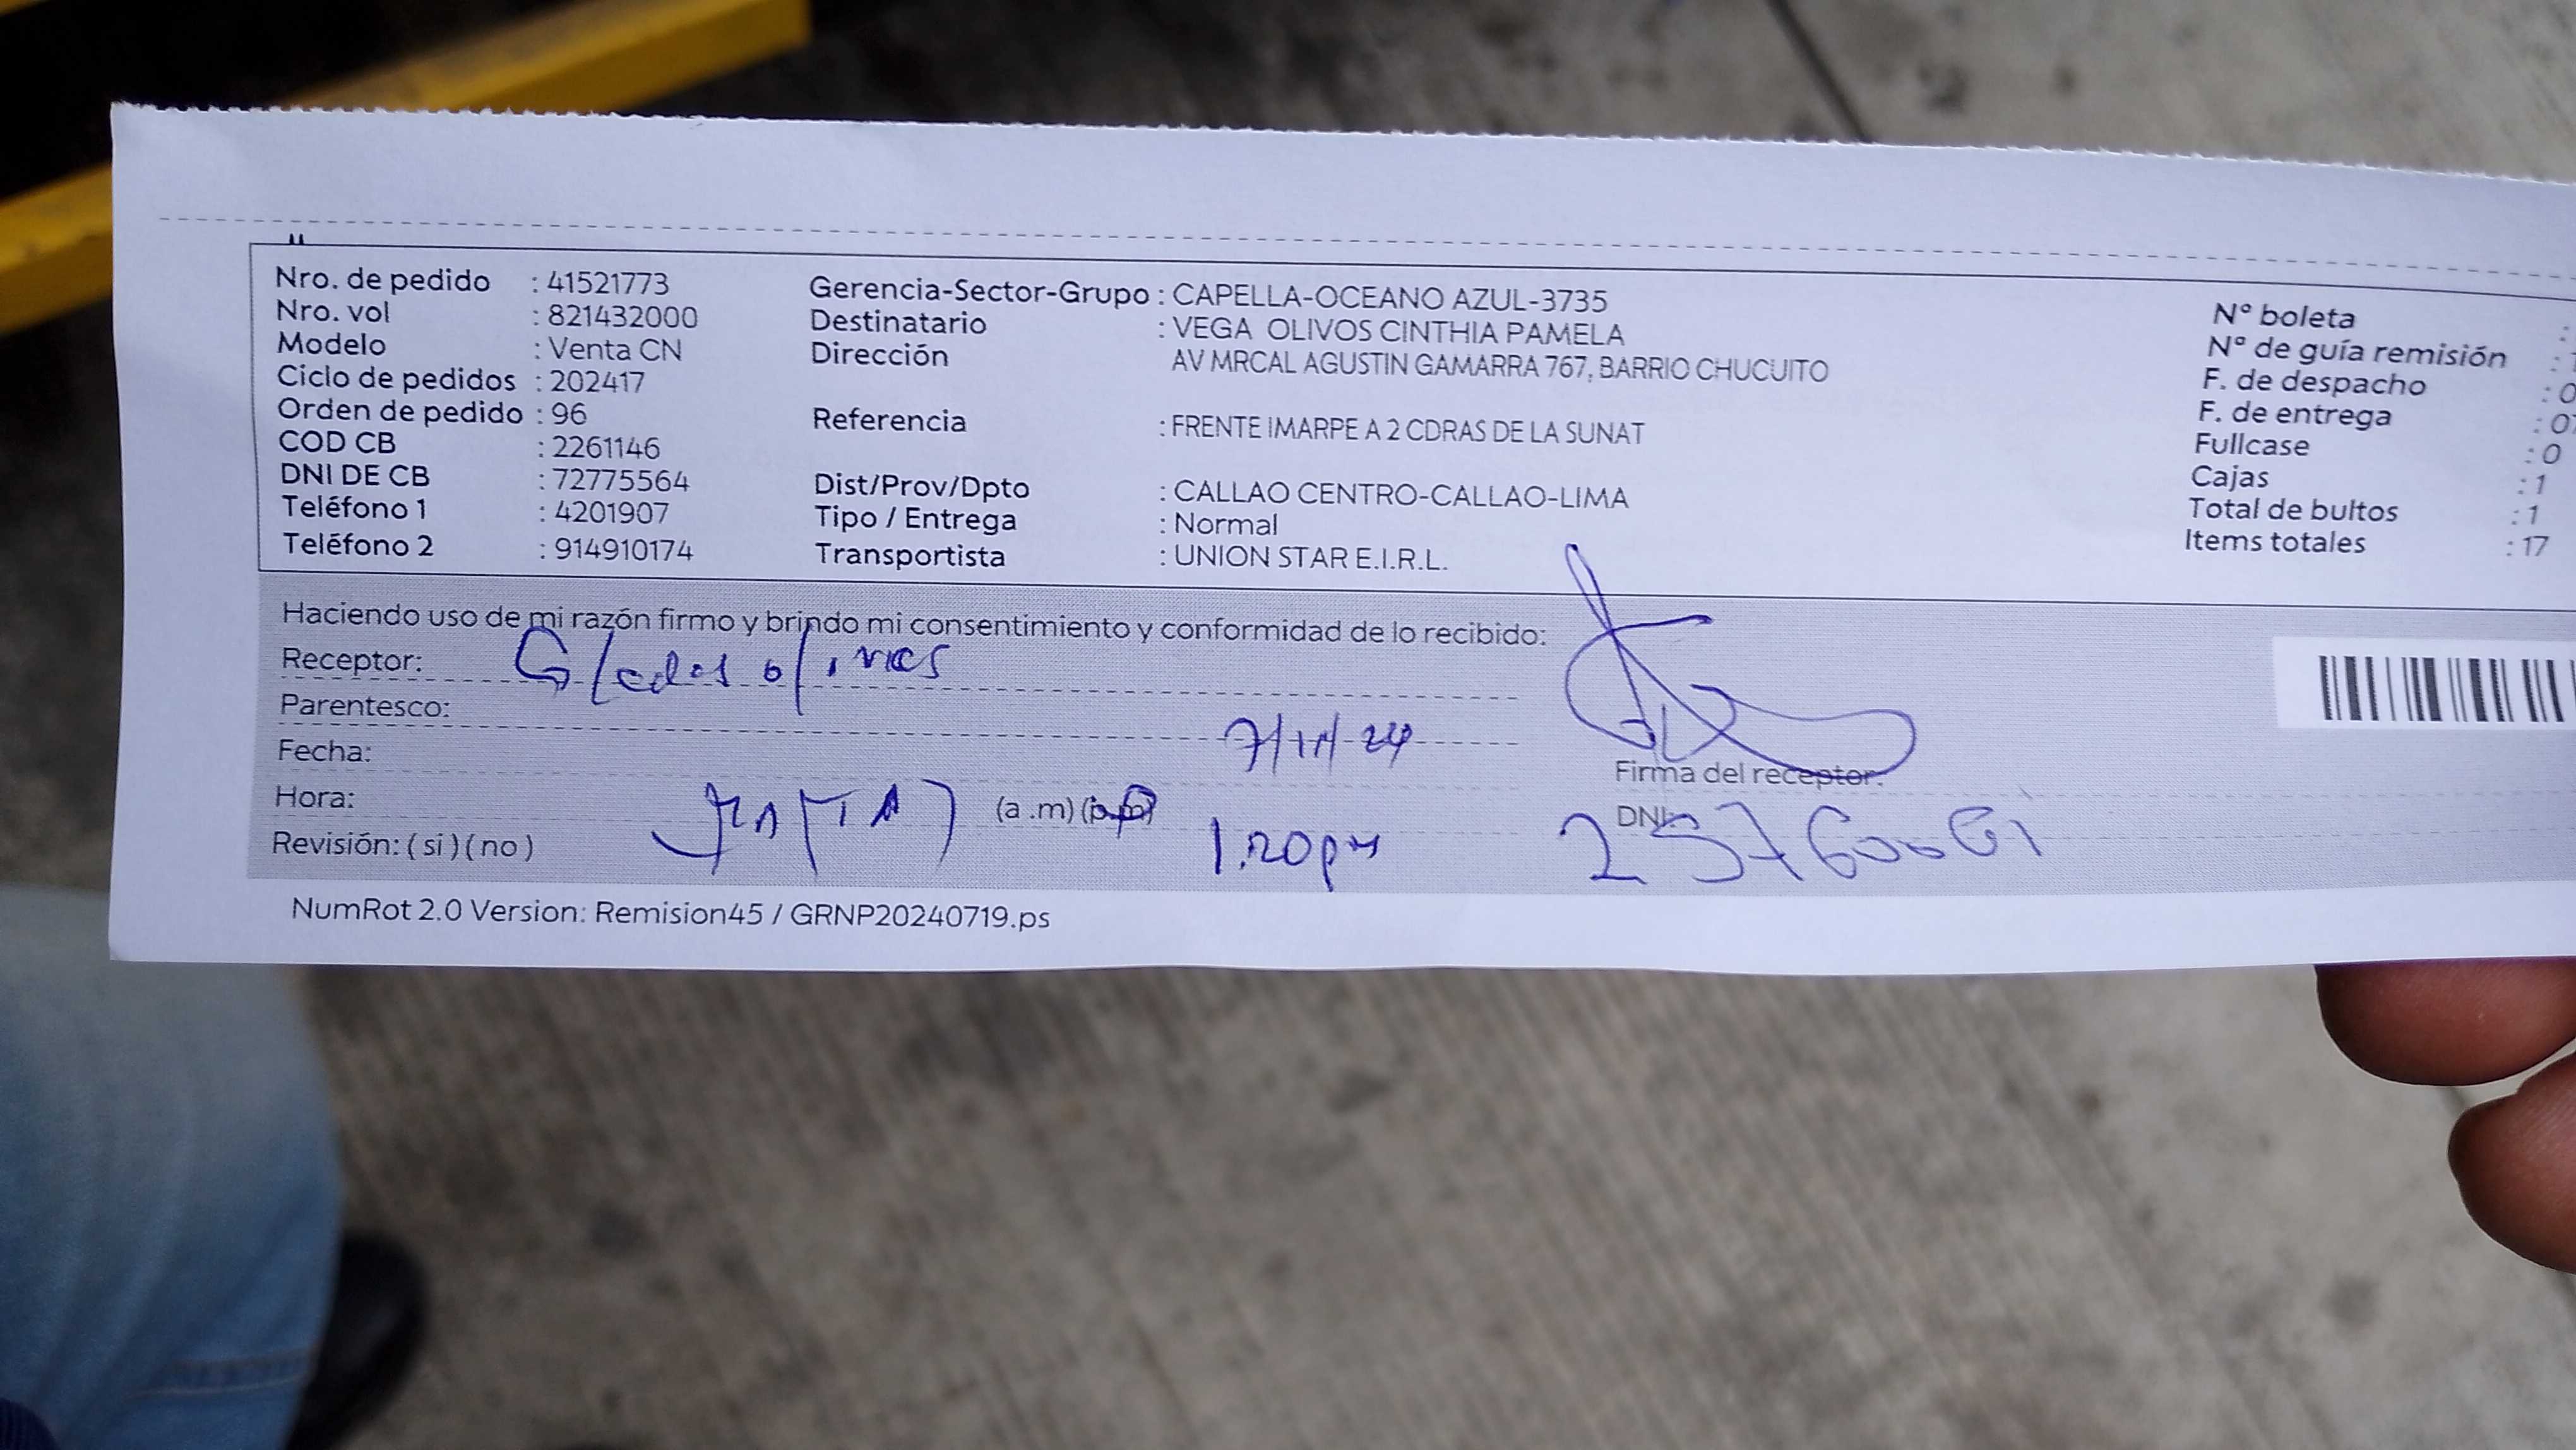 Nro. de pedido : 41521773
Nro. vol : 821432000
Modelo : Venta CN
Ciclo de pedidos : 202417
Orden de pedido : 96
COD CB : 2261146
DNI DE CB : 72775564
Teléfono 1 : 4201907
Teléfono 2 : 914910174
Gerencia-Sector-Grupo : CAPELLA-OCEANO AZUL-3735
Destinatario : VEGA OLIVOS CINTHIA PAMELA
Dirección AV MRCAL AGUSTIN GAMARRA 767, BARRIO CHUCUITO
Referencia : FRENTE IMARPE A 2 CDRAS DE LA SUNAT
Dist/Prov/Dpto : CALLAO CENTRO-CALLAO-LIMA
Tipo / Entrega : Normal
Transportista : UNION STAR E.I.R.L.
N° boleta :
N° de guía remisión :
F. de despacho : 0
F. de entrega : 0
Fullcase : 0
Cajas : 1
Total de bultos : 1
Items totales : 17
Haciendo uso de mi razón firmo y brindo mi consentimiento y conformidad de lo recibido:
Receptor:
Parentesco:
Fecha: 7/11/24
Hora: (a .m) (p.m)
Revisión: ( si ) ( no ) 1.20pm
Firma del receptor:
DNI:
NumRot 2.0 Version: Remision45 / GRNP20240719.ps